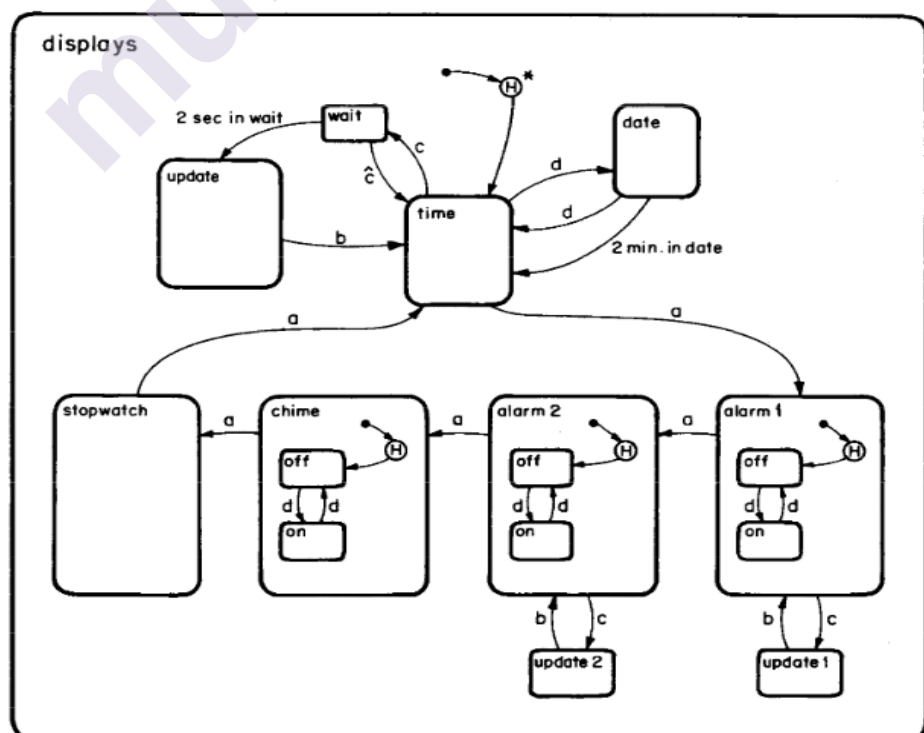 displays
H *
2 sec in wait
wait
c
ĉ
update
b
time
d
d
date
2 min. in date
a
a
stopwatch
a
chime
H
off
d d
on
a
alarm 2
H
off
d d
on
a
alarm 1
H
off
d d
on
b c
update 2
b c
update 1